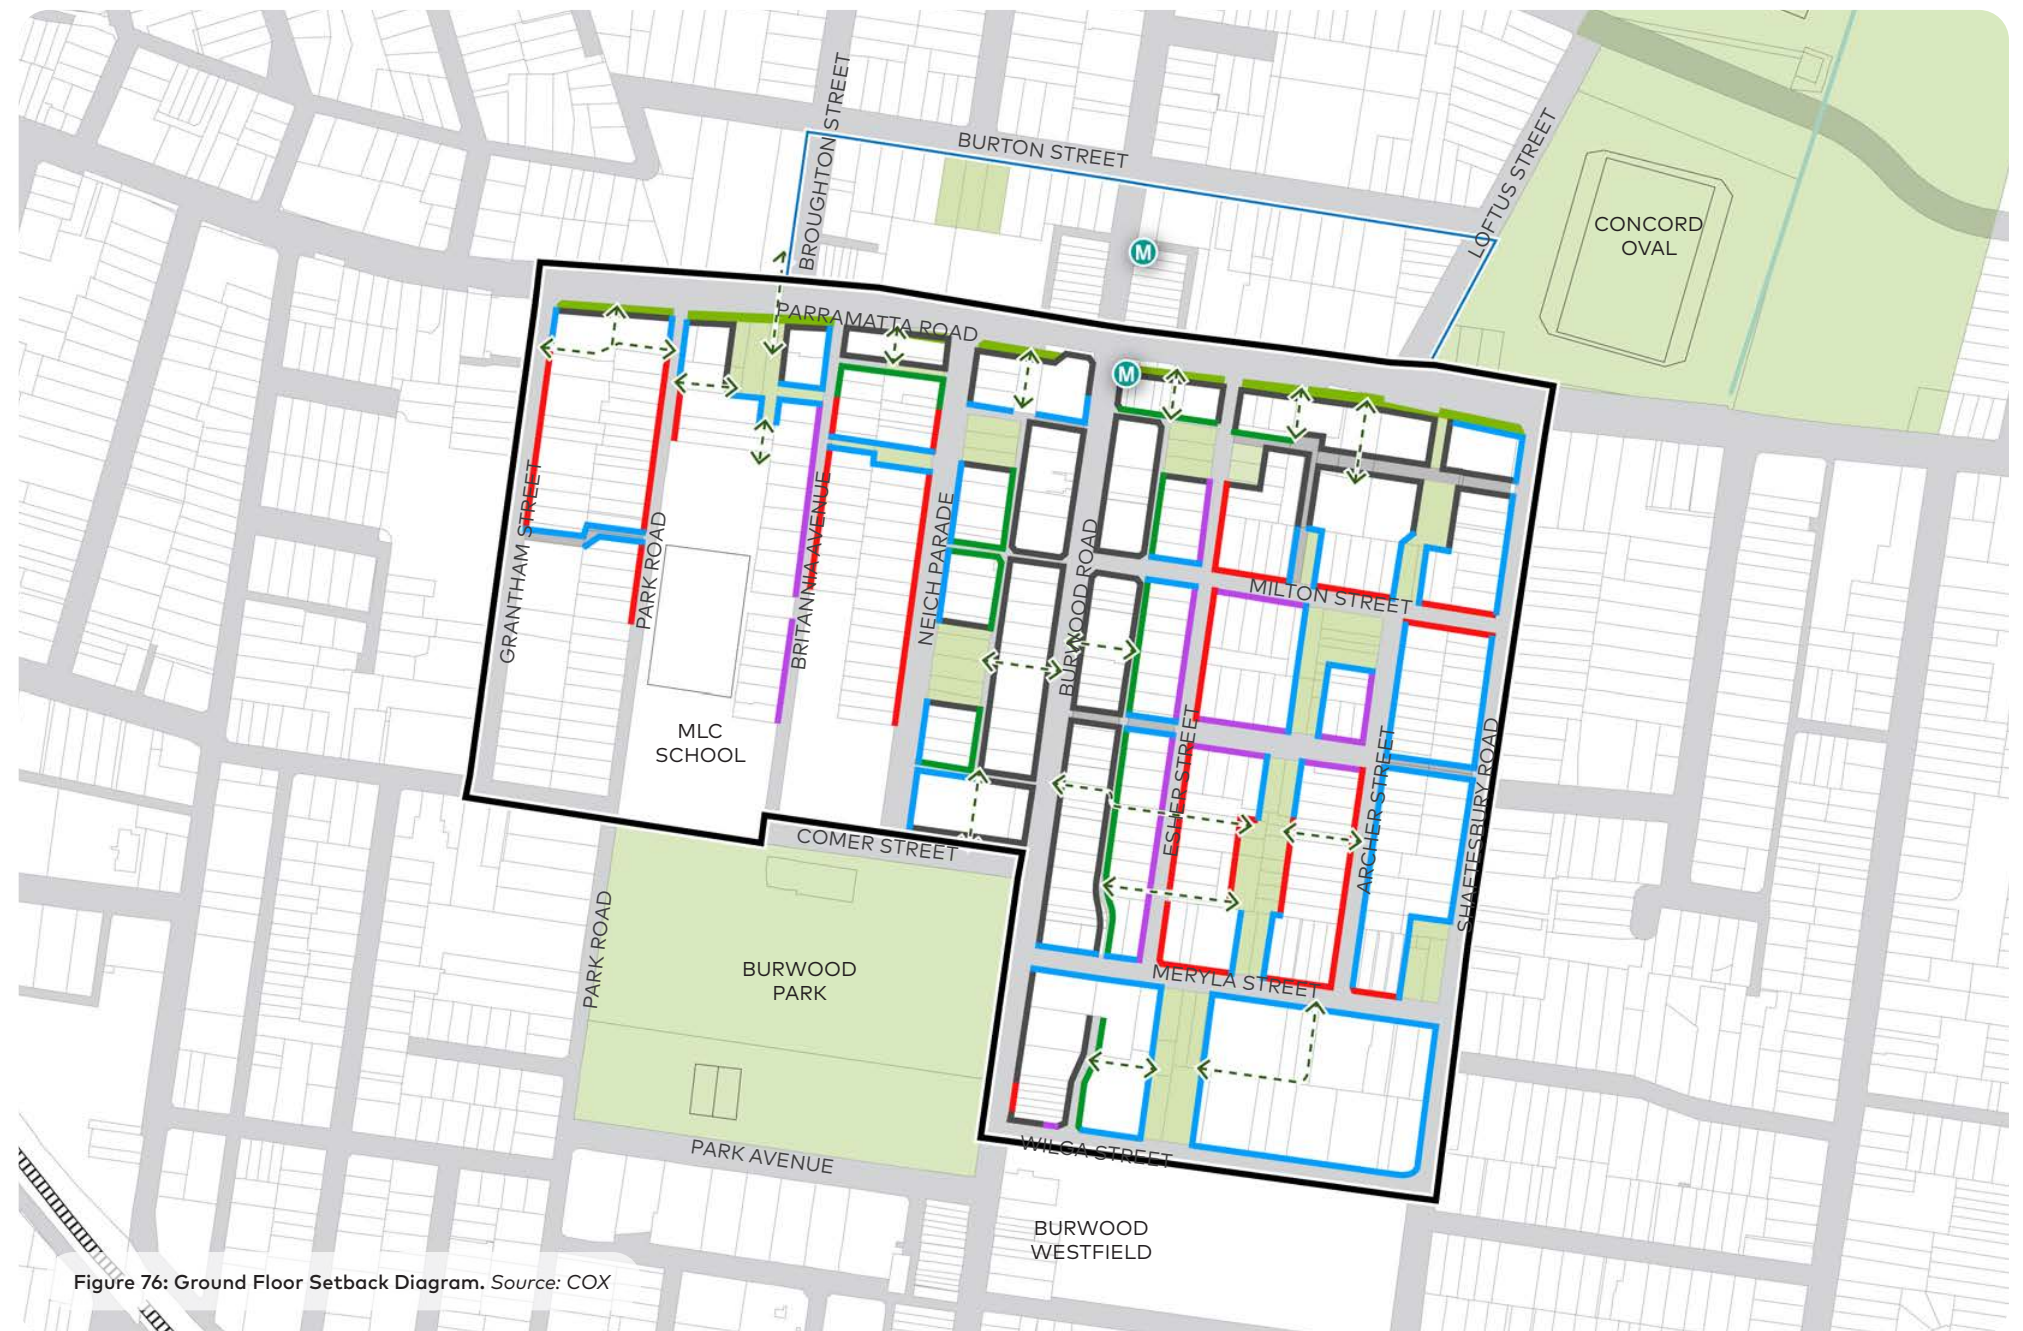 BROUGHTON STREET
BURTON STREET
LOFTUS STREET
CONCORD
OVAL
M
PARRAMATTA ROAD
M
GRANTHAM STREET
PARK ROAD
BRITANNIA AVENUE
NEICH PARADE
BURWOOD ROAD
MILTON STREET
MLC
SCHOOL
ESHER STREET
ARCHER STREET
SHAFTESBURY ROAD
COMER STREET
PARK ROAD
BURWOOD
PARK
MERYLA STREET
PARK AVENUE
WILGA STREET
BURWOOD
WESTFIELD
Figure 76: Ground Floor Setback Diagram. Source: COX